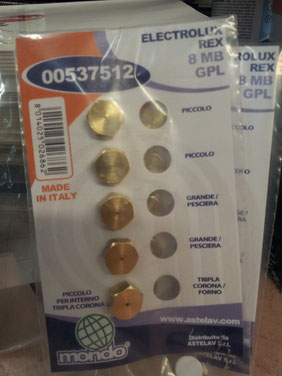 ELECTROLUX
REX
8 MB
GPL
00537512
PICCOLO
PICCOLO
MADE
IN ITALY
GRANDE /
PESCIERA
GRANDE /
PESCIERA
TRIPLA
CORONA /
FORNO
PICCOLO
PER INTERNO
TRIPLA CORONA
mondo
www.astelav.com
Distribuito da
ASTELAV